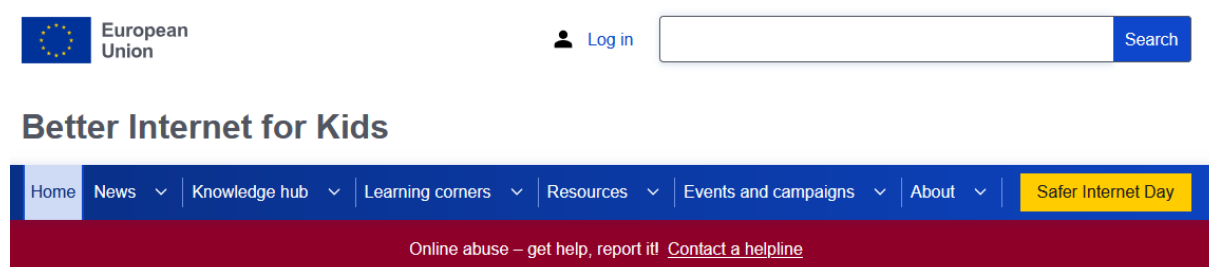 European
Union
Log in
Search
Better Internet for Kids
Home News Knowledge hub Learning corners Resources Events and campaigns About Safer Internet Day
Online abuse – get help, report it! Contact a helpline